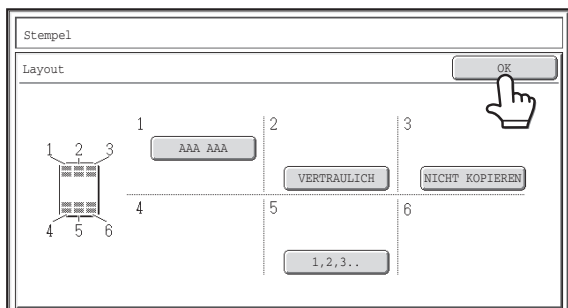 Stempel
Layout
OK
1 2 3
AAA AAA
VERTRAULICH
NICHT KOPIEREN
1 2 3
4 5 6
4 5 6
1,2,3..